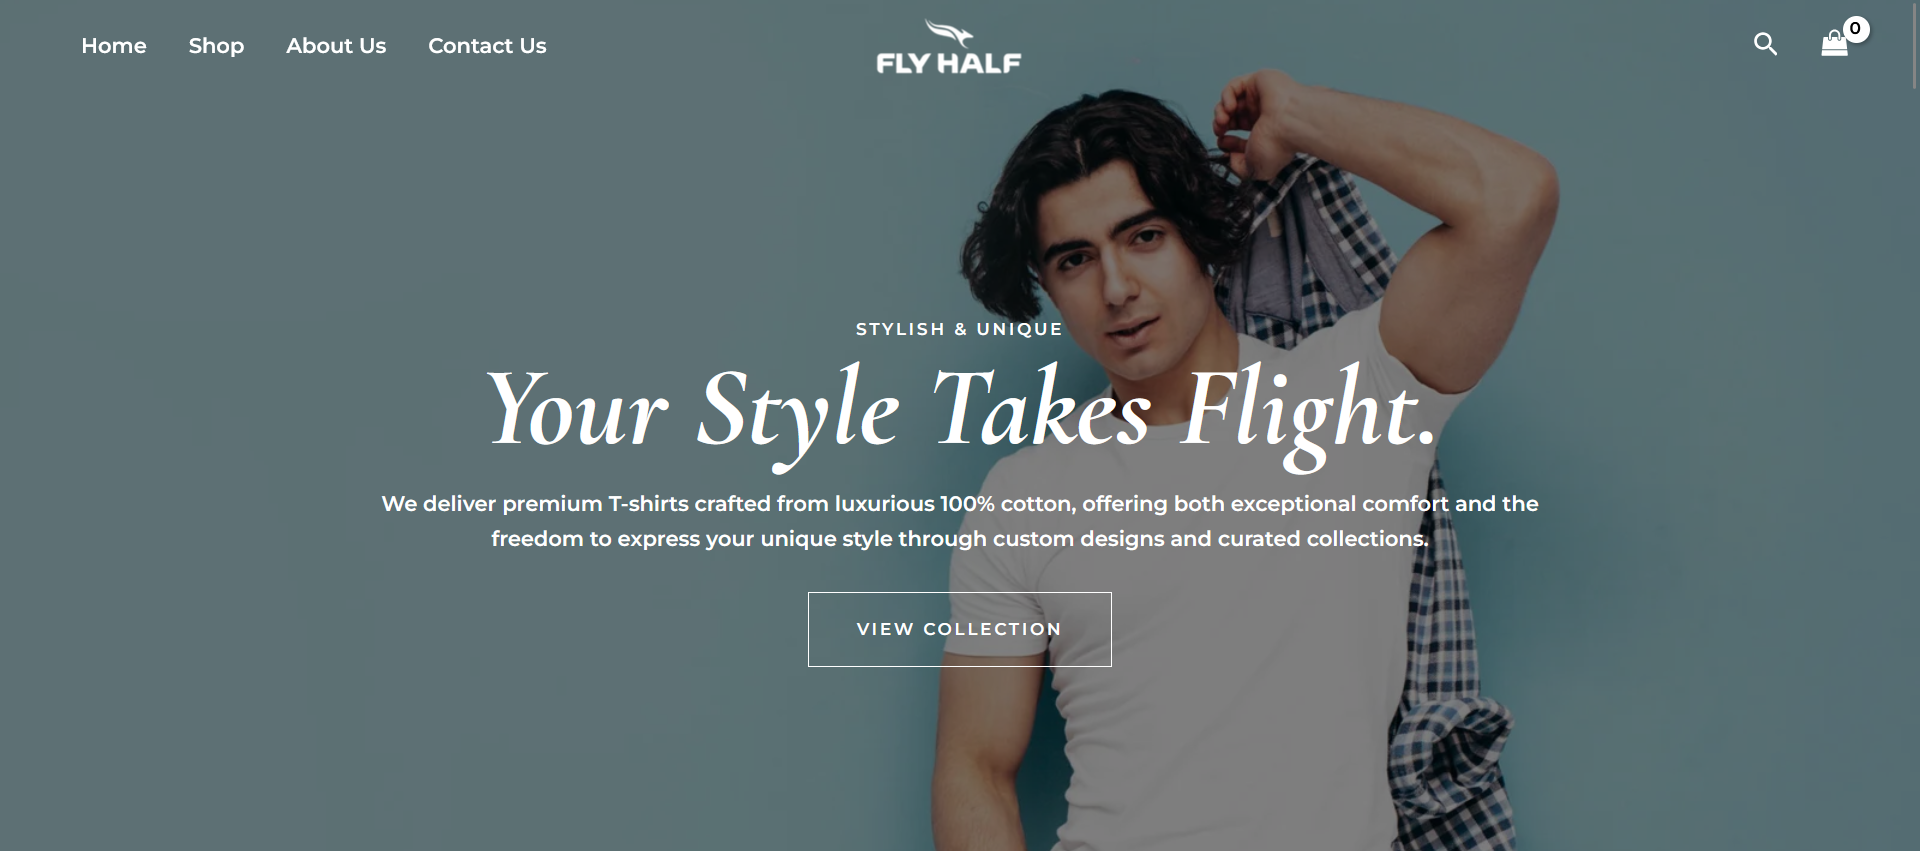 Home
Shop
About Us
Contact Us
FLY HALF
0
STYLISH & UNIQUE
Your Style Takes Flight.
We deliver premium T-shirts crafted from luxurious 100% cotton, offering both exceptional comfort and the
freedom to express your unique style through custom designs and curated collections.
VIEW COLLECTION